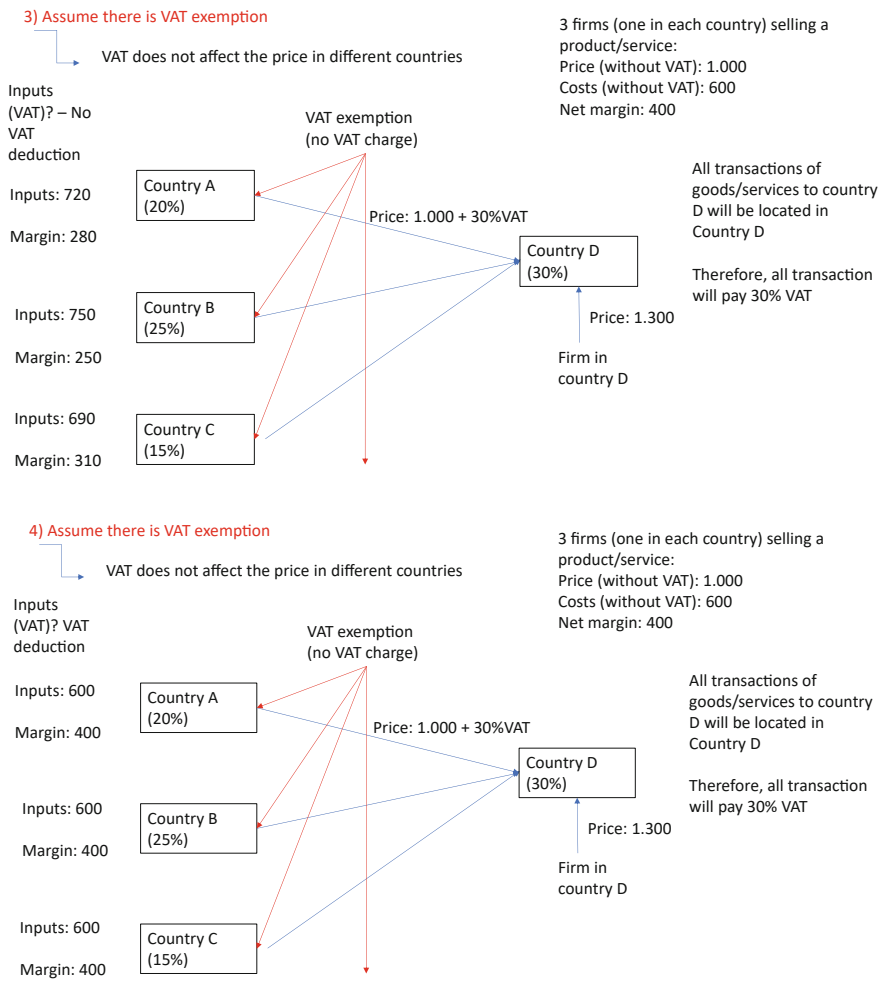 3) Assume there is VAT exemption
VAT does not affect the price in different countries
3 firms (one in each country) selling a
product/service:
Price (without VAT): 1.000
Costs (without VAT): 600
Net margin: 400
Inputs
(VAT)? – No
VAT
deduction
VAT exemption
(no VAT charge)
Inputs: 720
Margin: 280
Country A
(20%)
Price: 1.000 + 30%VAT
All transactions of
goods/services to country
D will be located in
Country D
Therefore, all transaction
will pay 30% VAT
Country D
(30%)
Inputs: 750
Margin: 250
Country B
(25%)
Price: 1.300
Firm in
country D
Inputs: 690
Margin: 310
Country C
(15%)
4) Assume there is VAT exemption
VAT does not affect the price in different countries
3 firms (one in each country) selling a
product/service:
Price (without VAT): 1.000
Costs (without VAT): 600
Net margin: 400
Inputs
(VAT)? VAT
deduction
VAT exemption
(no VAT charge)
Inputs: 600
Margin: 400
Country A
(20%)
Price: 1.000 + 30%VAT
All transactions of
goods/services to country
D will be located in
Country D
Therefore, all transaction
will pay 30% VAT
Country D
(30%)
Inputs: 600
Margin: 400
Country B
(25%)
Price: 1.300
Firm in
country D
Inputs: 600
Margin: 400
Country C
(15%)